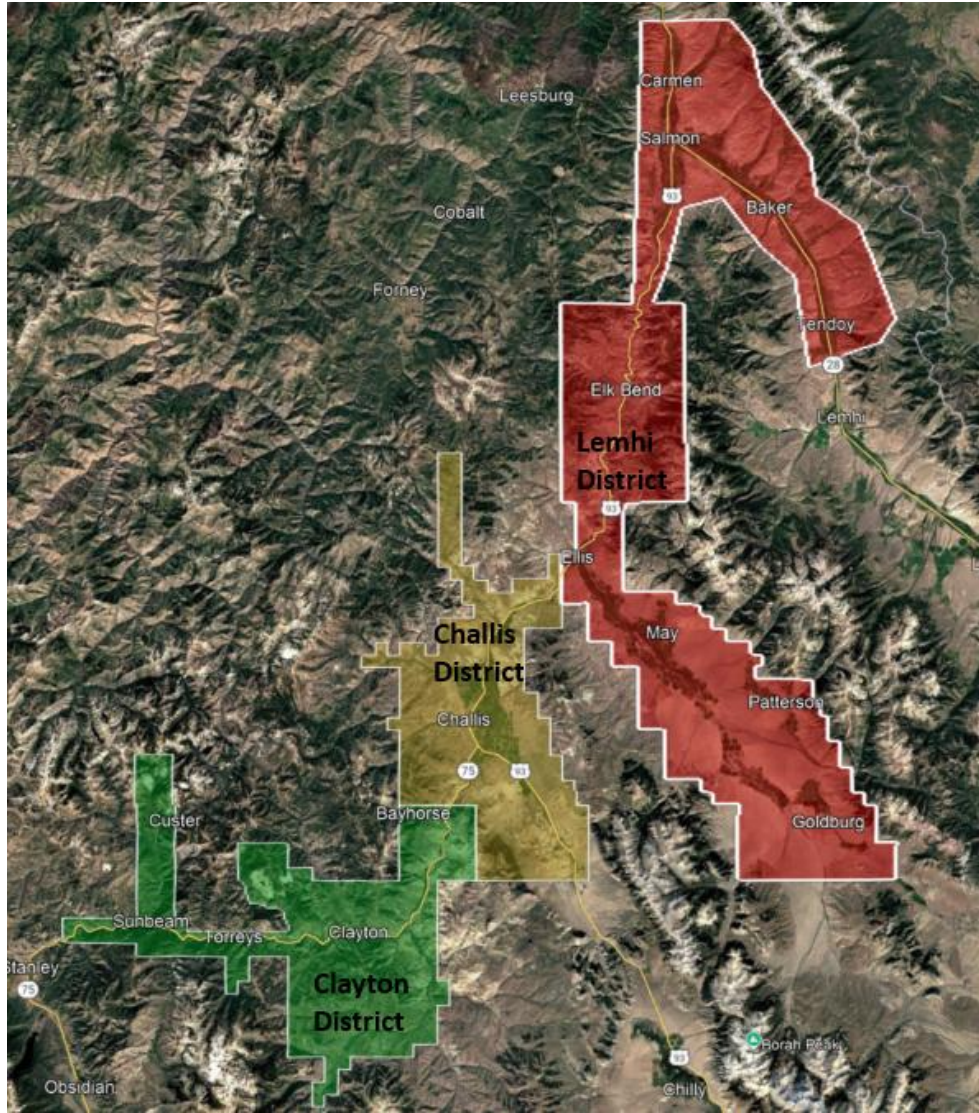 Carmen
Leesburg
Salmon
93
Baker
Cobalt
Forney
Tendoy
28
Elk Bend
Lemhi
Lemhi
District
93
Ellis
May
Challis
District
Patterson
Challis
75
93
Bayhorse
Custer
Goldburg
Sunbeam
Torreys
Clayton
Stanley
75
Clayton
District
Borah Peak
93
Obsidian
Chilly